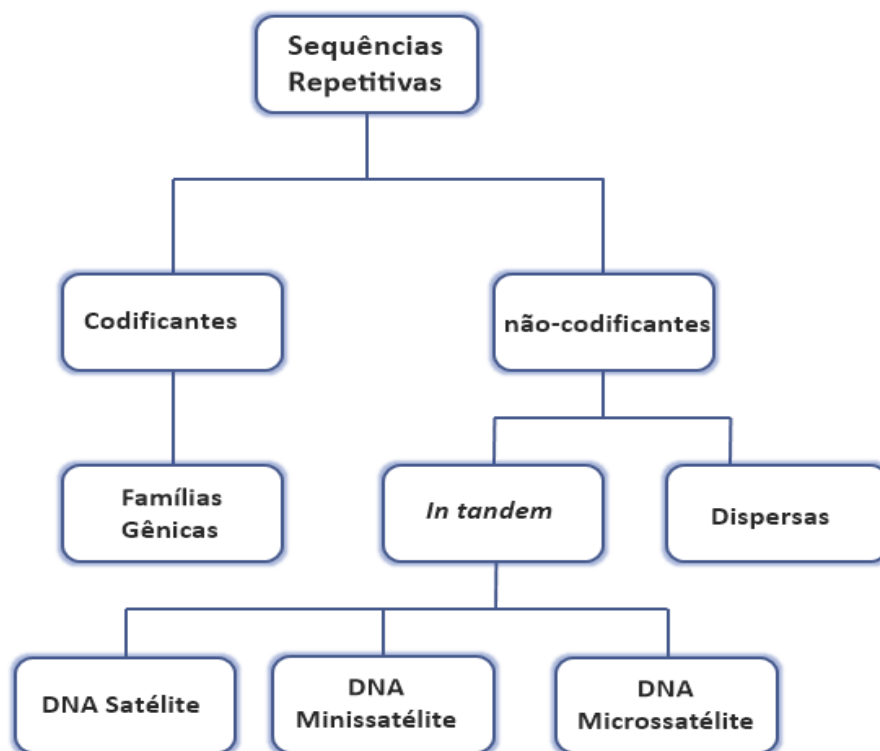 Sequências
Repetitivas
Codificantes
não-codificantes
Famílias
Gênicas
In tandem
Dispersas
DNA Satélite
DNA
Minissatélite
DNA
Microssatélite